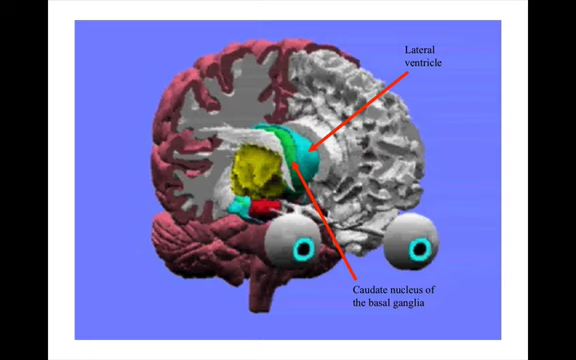 Lateral
ventricle
Caudate nucleus of
the basal ganglia